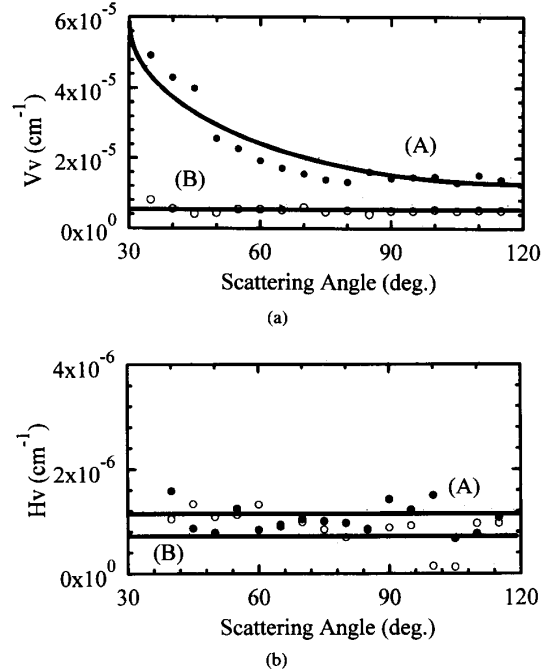 6x10⁻⁵
4x10⁻⁵
2x10⁻⁵
0x10⁰
Vv (cm⁻¹)
(A)
(B)
30 60 90 120
Scattering Angle (deg.)
(a)
4x10⁻⁶
2x10⁻⁶
0x10⁰
Hv (cm⁻¹)
(A)
(B)
30 60 90 120
Scattering Angle (deg.)
(b)